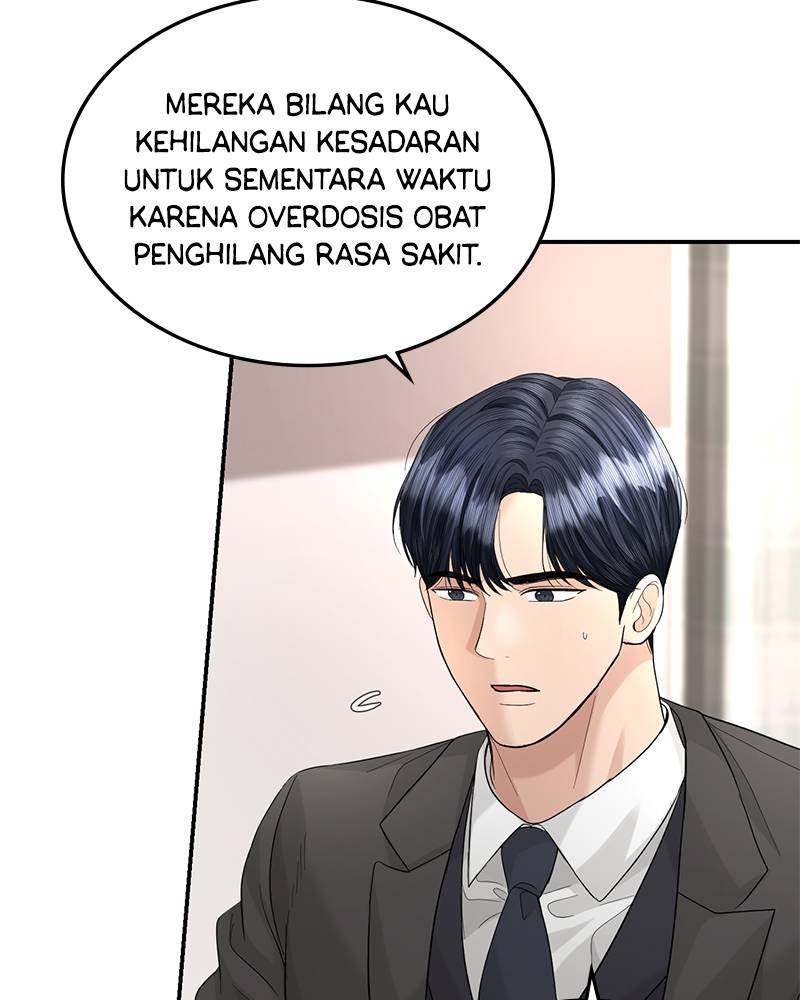 MEREKA BILANG KAU
KEHILANGAN KESADARAN
UNTUK SEMENTARA WAKTU
KARENA OVERDOSIS OBAT
PENGHILANG RASA SAKIT.